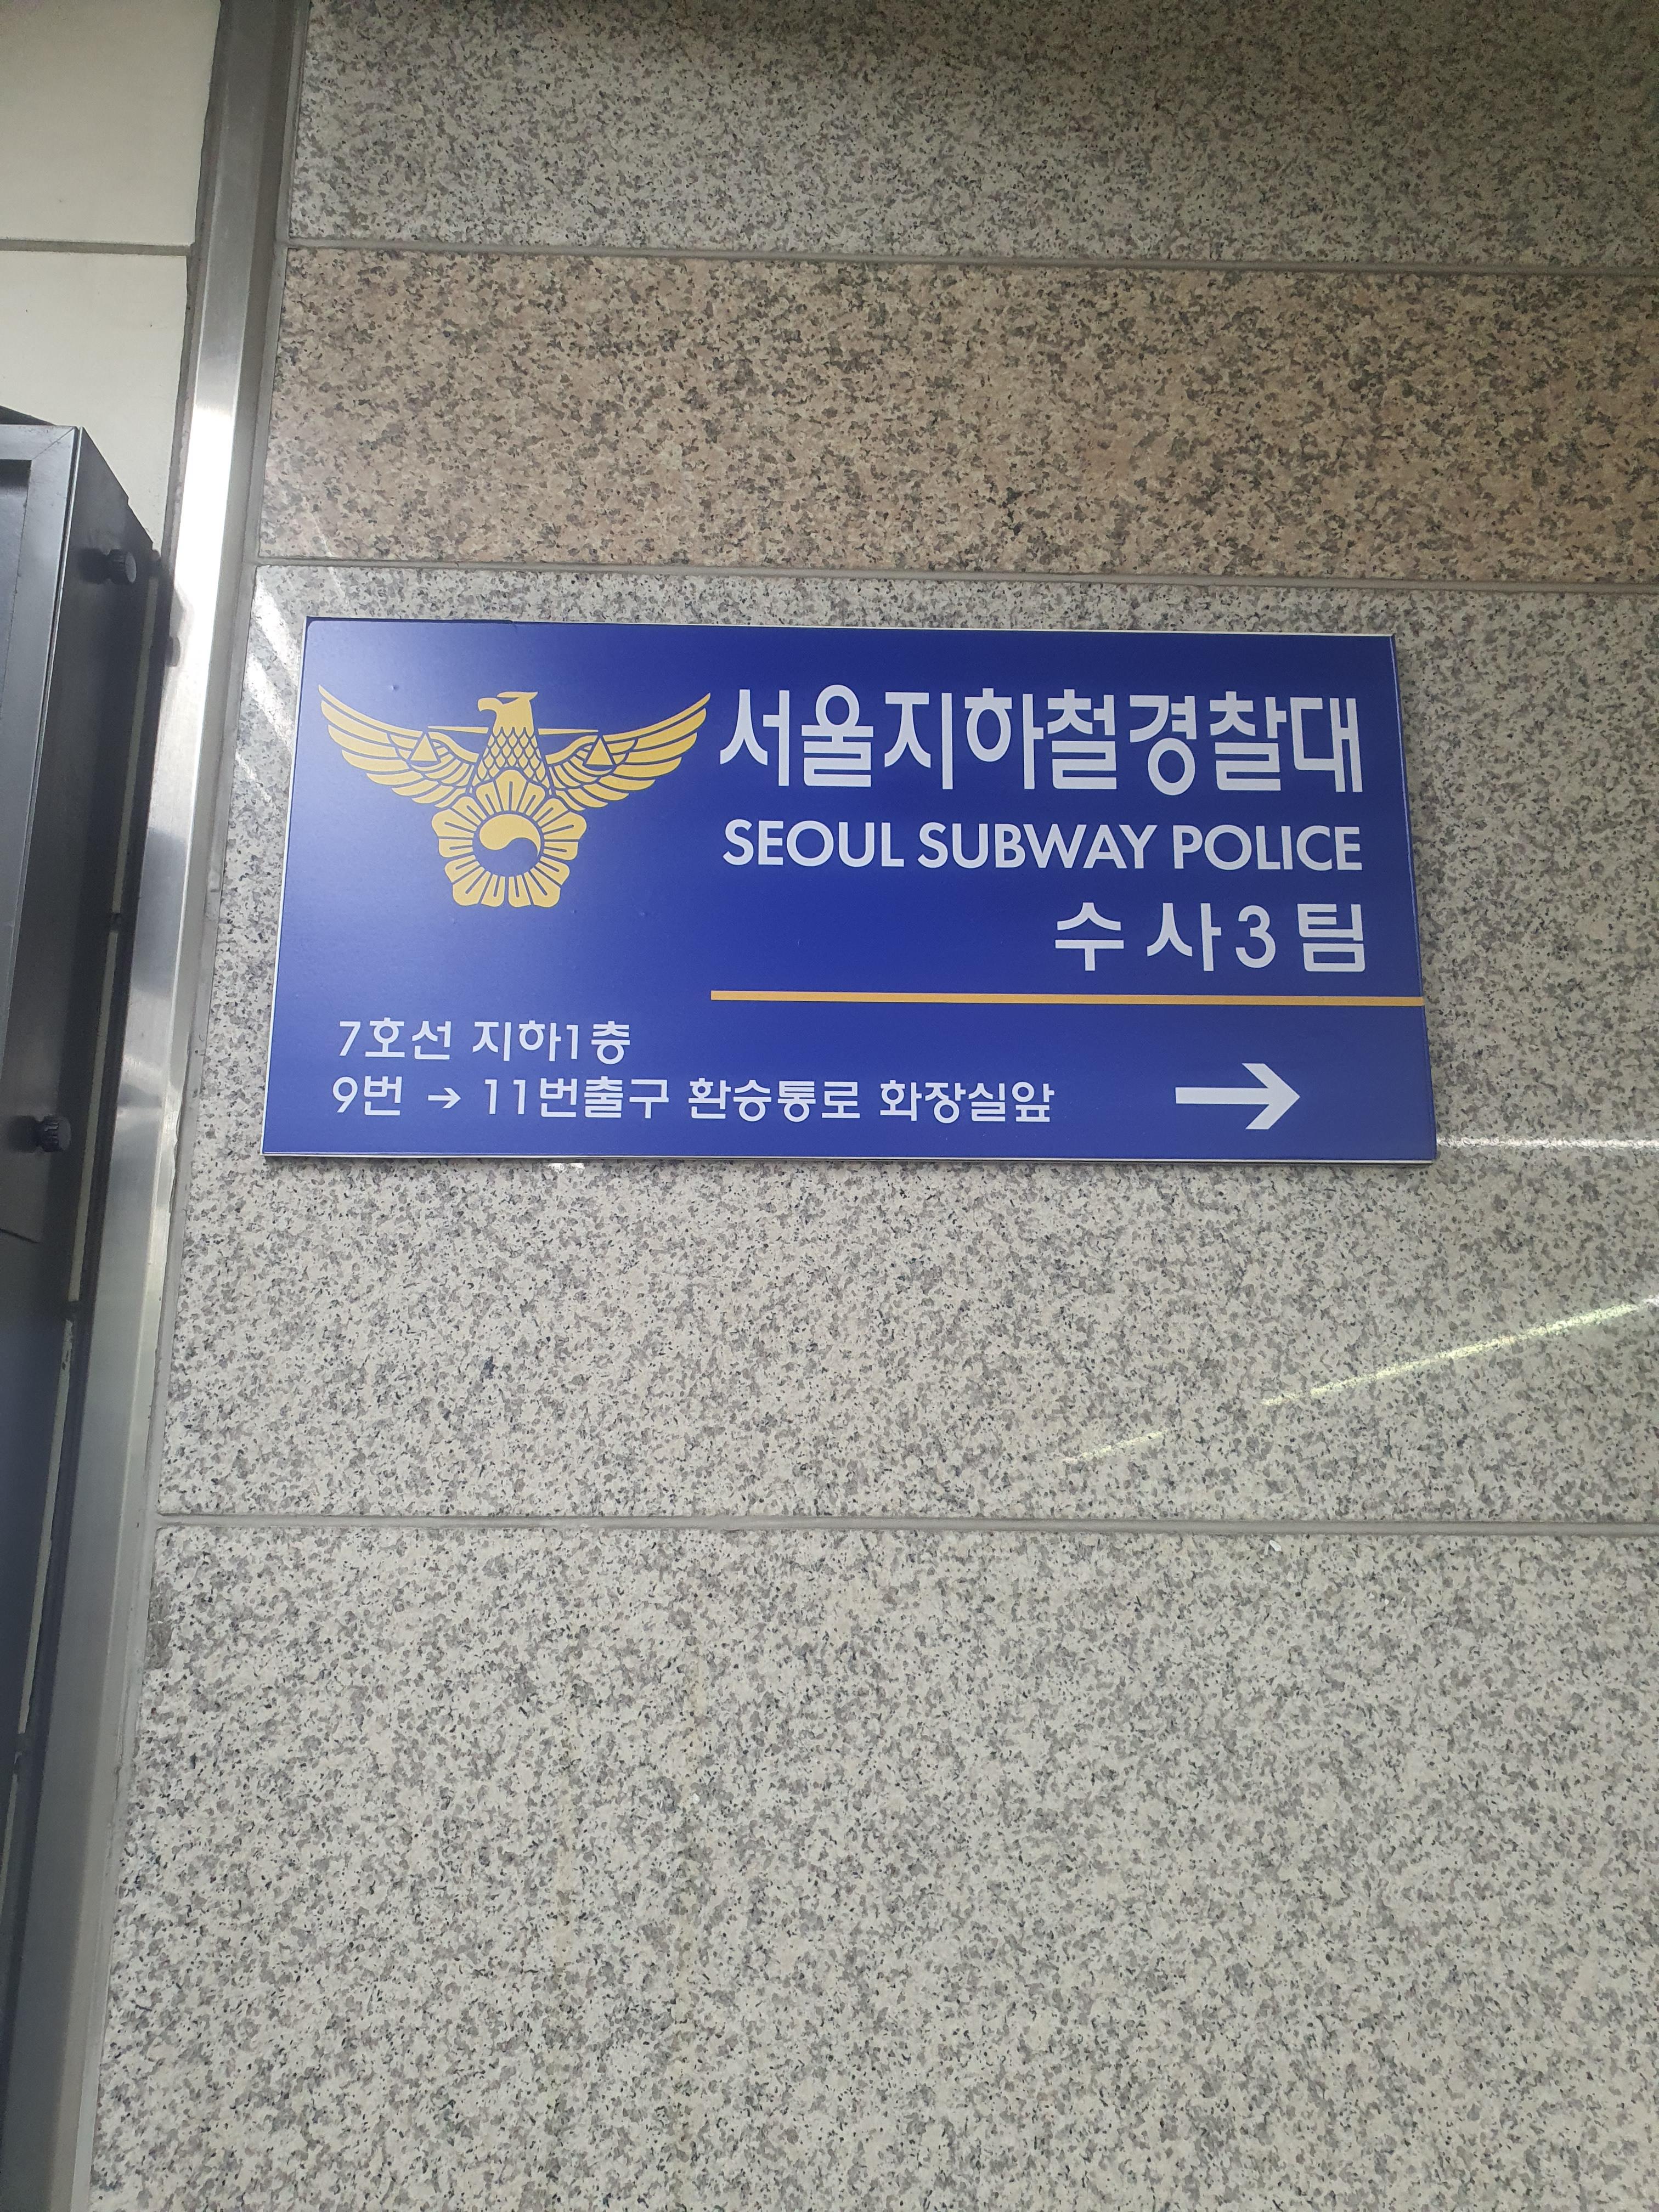 서울지하철경찰대
SEOUL SUBWAY POLICE
수사3팀
7호선 지하1층
9번 → 11번출구 환승통로 화장실앞 →